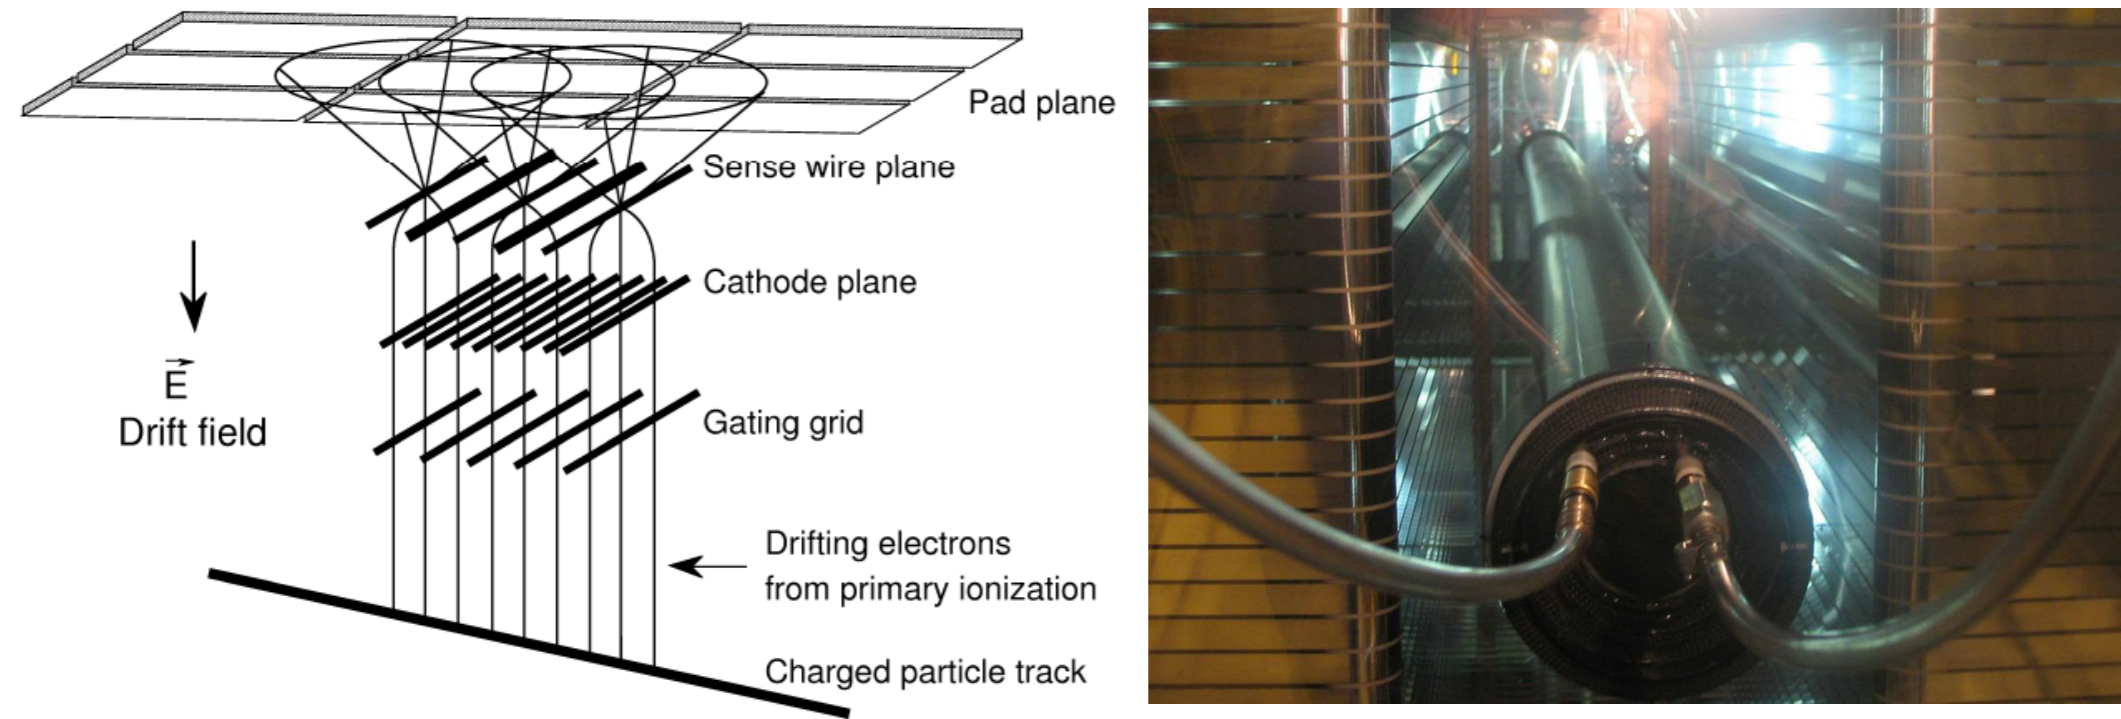 Pad plane
Sense wire plane
Cathode plane
E
Drift field
Gating grid
Drifting electrons
from primary ionization
Charged particle track